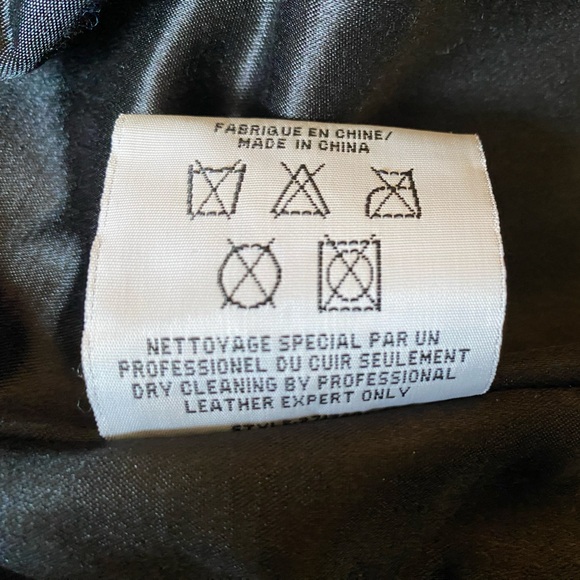 FABRIQUE EN CHINE/
MADE IN CHINA
NETTOYAGE SPECIAL PAR UN
PROFESSIONEL DU CUIR SEULEMENT
DRY CLEANING BY PROFESSIONAL
LEATHER EXPERT ONLY